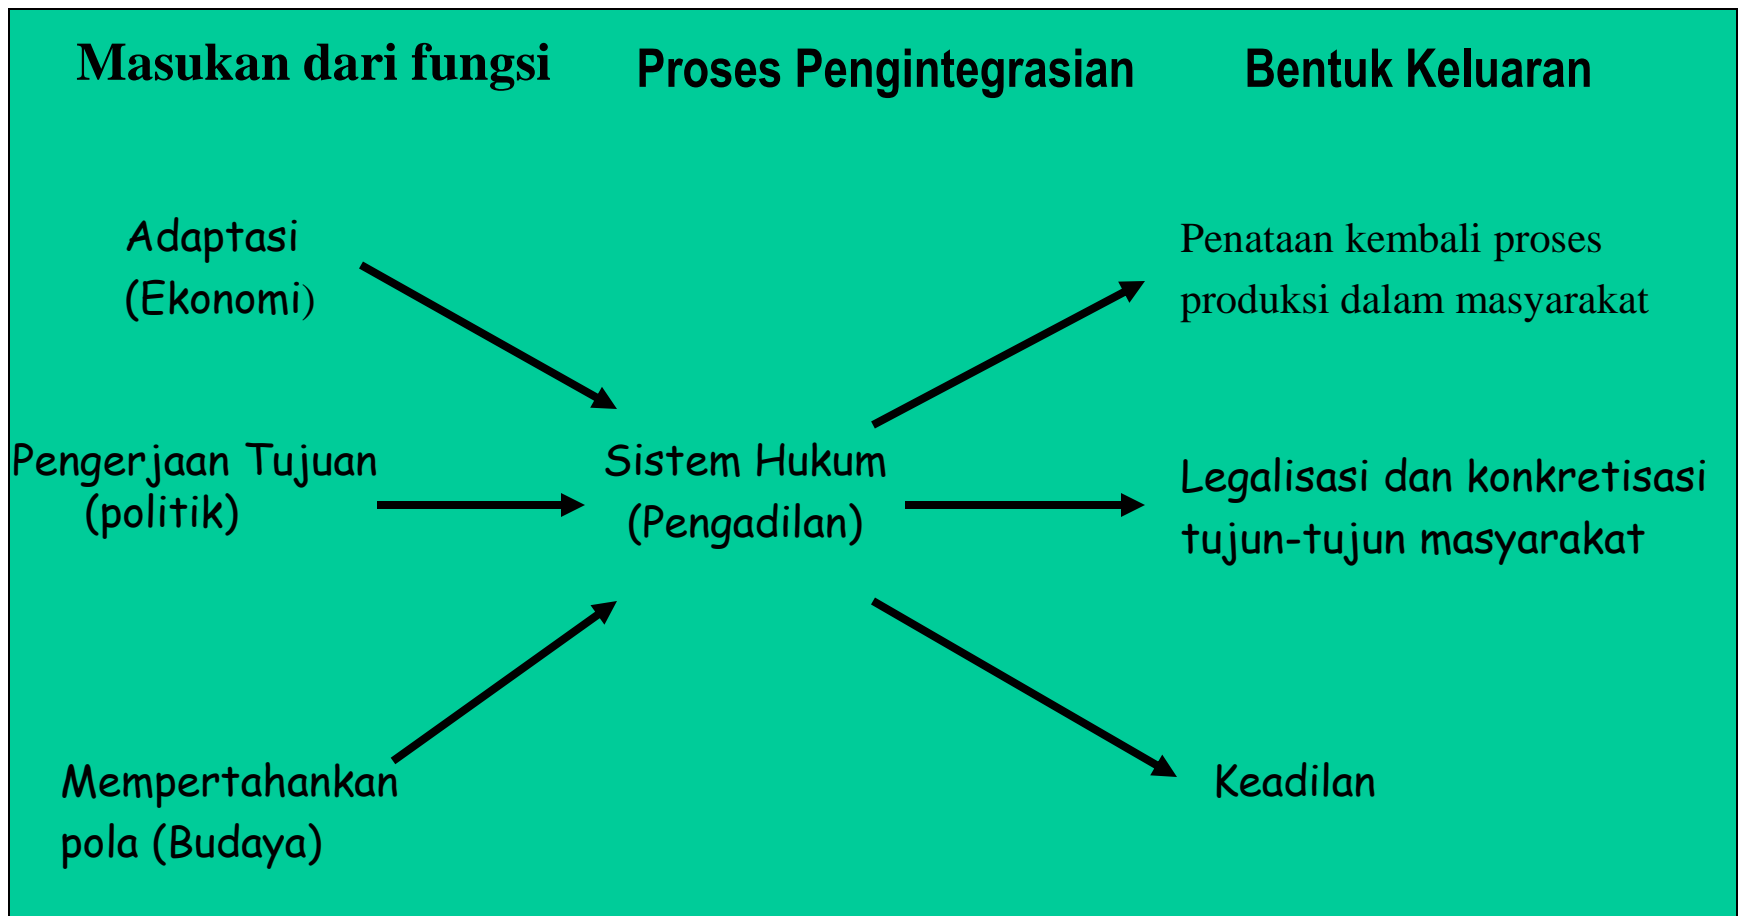 Masukan dari fungsi
Proses Pengintegrasian
Bentuk Keluaran
Adaptasi
(Ekonomi)
Penataan kembali proses
produksi dalam masyarakat
Pengerjaan Tujuan
(politik)
Sistem Hukum
(Pengadilan)
Legalisasi dan konkretisasi
tujun-tujun masyarakat
Mempertahankan
pola (Budaya)
Keadilan